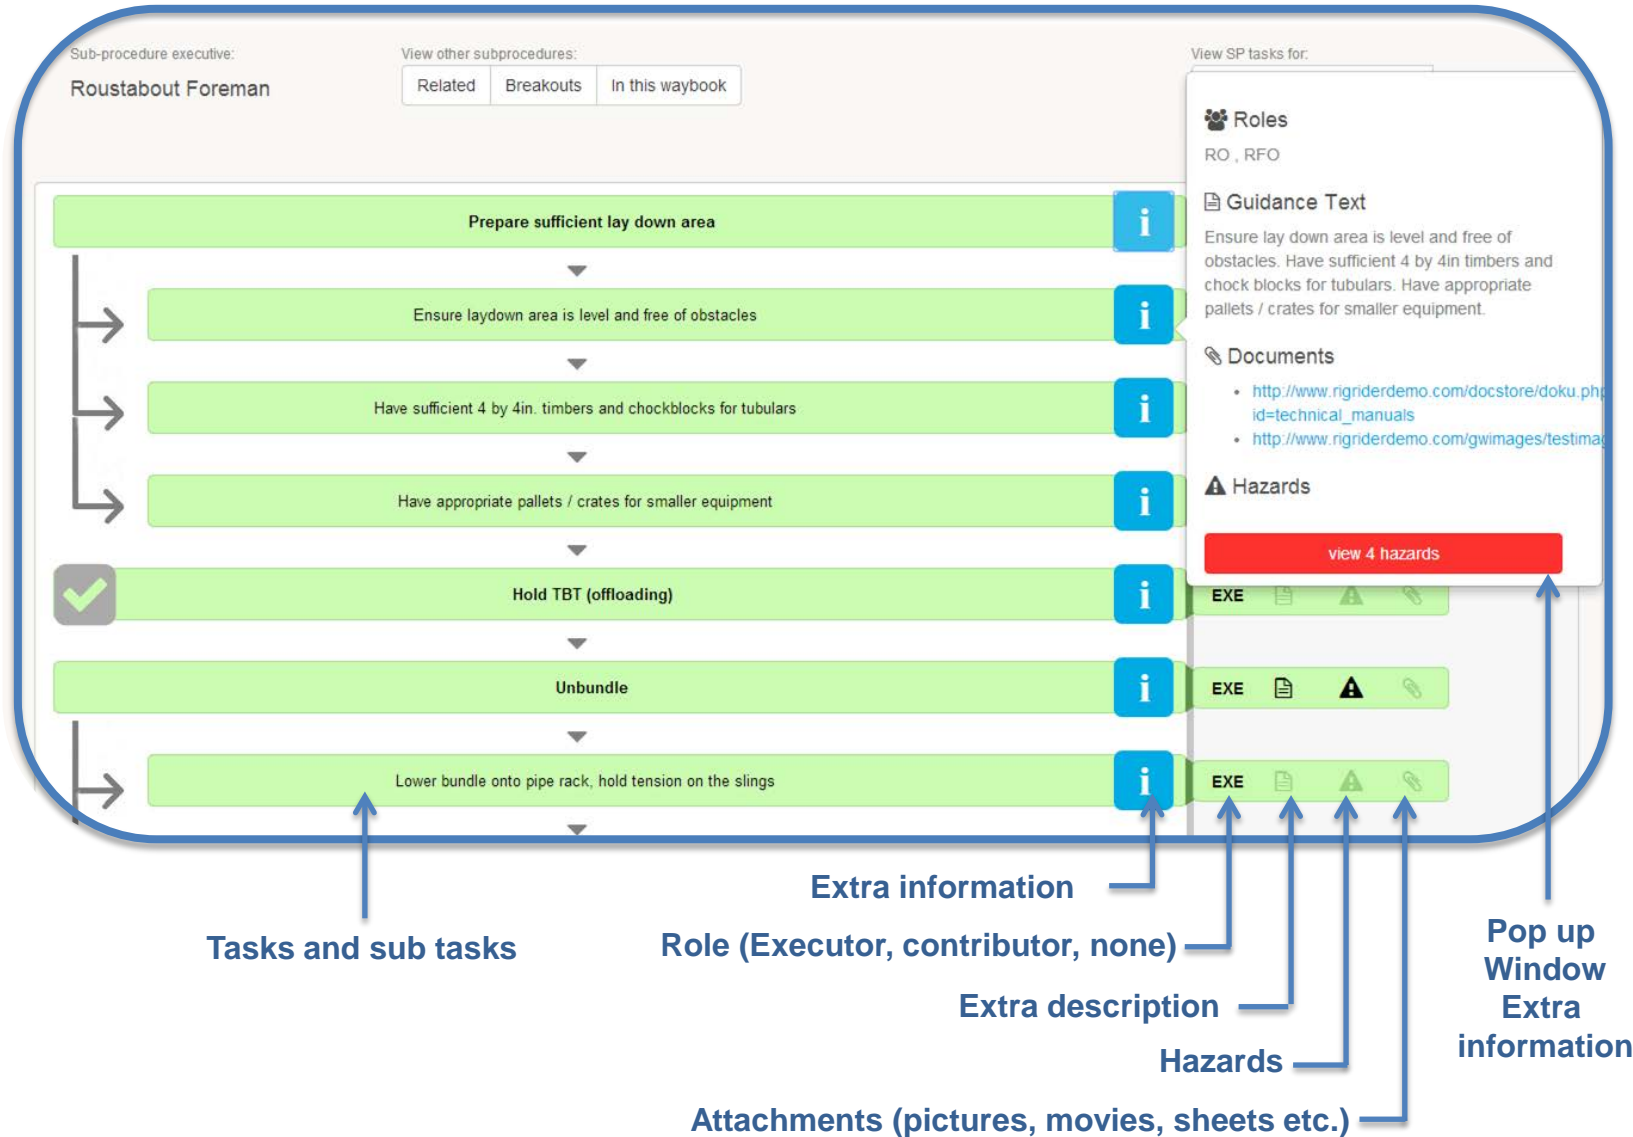 Sub-procedure executive:
View other subprocedures:
View SP tasks for:
Roustabout Foreman
Related
Breakouts
In this waybook
Roles
RO , RFO
Guidance Text
Ensure lay down area is level and free of
obstacles. Have sufficient 4 by 4in timbers and
chock blocks for tubulars. Have appropriate
pallets / crates for smaller equipment.
Documents
http://www.rigriderdemo.com/docstore/doku.php
id=technical_manuals
http://www.rigriderdemo.com/gwimages/testimag
Hazards
view 4 hazards
Prepare sufficient lay down area
i
Ensure laydown area is level and free of obstacles
i
Have sufficient 4 by 4in. timbers and chockblocks for tubulars
i
Have appropriate pallets / crates for smaller equipment
i
Hold TBT (offloading)
i
EXE
Unbundle
i
EXE
Lower bundle onto pipe rack, hold tension on the slings
i
EXE
Extra information
Tasks and sub tasks
Role (Executor, contributor, none)
Extra description
Hazards
Attachments (pictures, movies, sheets etc.)
Pop up
Window
Extra
information